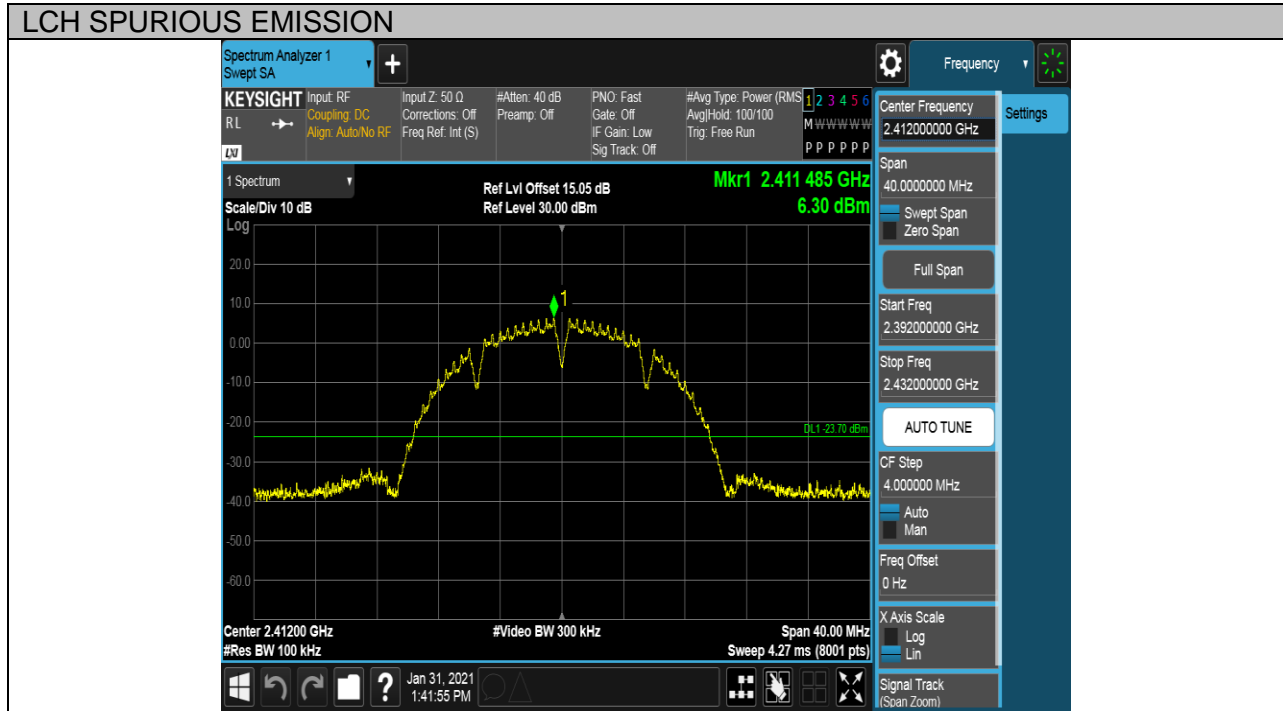 LCH SPURIOUS EMISSION
Spectrum Analyzer 1
Swept SA
+
Frequency
KEYSIGHT
RL
LXI
Input: RF
Coupling: DC
Align: Auto/No RF
Input Z: 50 Ω
Corrections: Off
Freq Ref: Int (S)
#Atten: 40 dB
Preamp: Off
PNO: Fast
Gate: Off
IF Gain: Low
Sig Track: Off
#Avg Type: Power (RMS
Avg|Hold: 100/100
Trig: Free Run
1 2 3 4 5 6
M W W W W W
P P P P P P
1 Spectrum
Scale/Div 10 dB
Log
Ref Lvl Offset 15.05 dB
Ref Level 30.00 dBm
Mkr1 2.411 485 GHz
6.30 dBm
20.0
10.0
0.00
-10.0
-20.0
-30.0
-40.0
-50.0
-60.0
1
DL1 -23.70 dBm
Center 2.41200 GHz
#Res BW 100 kHz
#Video BW 300 kHz
Span 40.00 MHz
Sweep 4.27 ms (8001 pts)
Jan 31, 2021
1:41:55 PM
?
Center Frequency
2.412000000 GHz
Settings
Span
40.0000000 MHz
Swept Span
Zero Span
Full Span
Start Freq
2.392000000 GHz
Stop Freq
2.432000000 GHz
AUTO TUNE
CF Step
4.000000 MHz
Auto
Man
Freq Offset
0 Hz
X Axis Scale
Log
Lin
Signal Track
(Span Zoom)